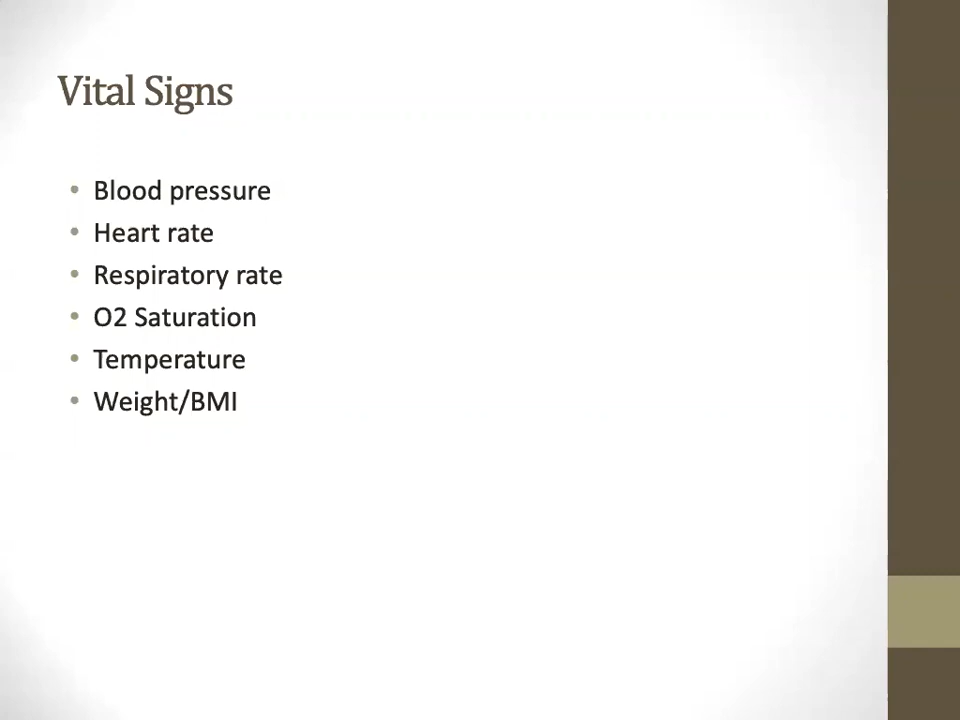 Vital Signs
• Blood pressure
• Heart rate
• Respiratory rate
• O2 Saturation
• Temperature
• Weight/BMI